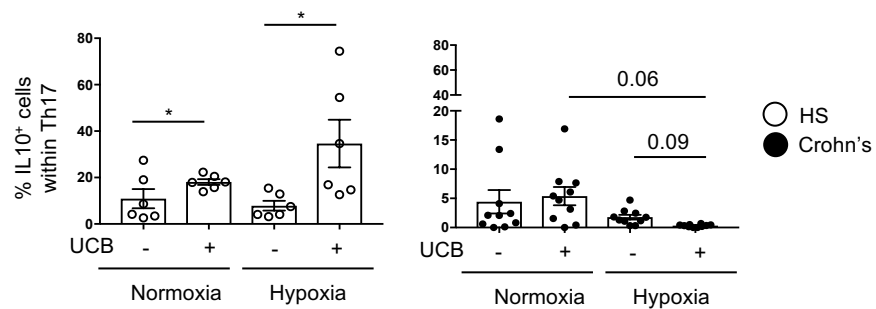 % IL10⁺ cells
within Th17
80
60
40
20
0
*
*
UCB - + - +
Normoxia Hypoxia
80
60
40
20
15
10
5
0
0.06
0.09
UCB - + - +
Normoxia Hypoxia
HS
Crohn's